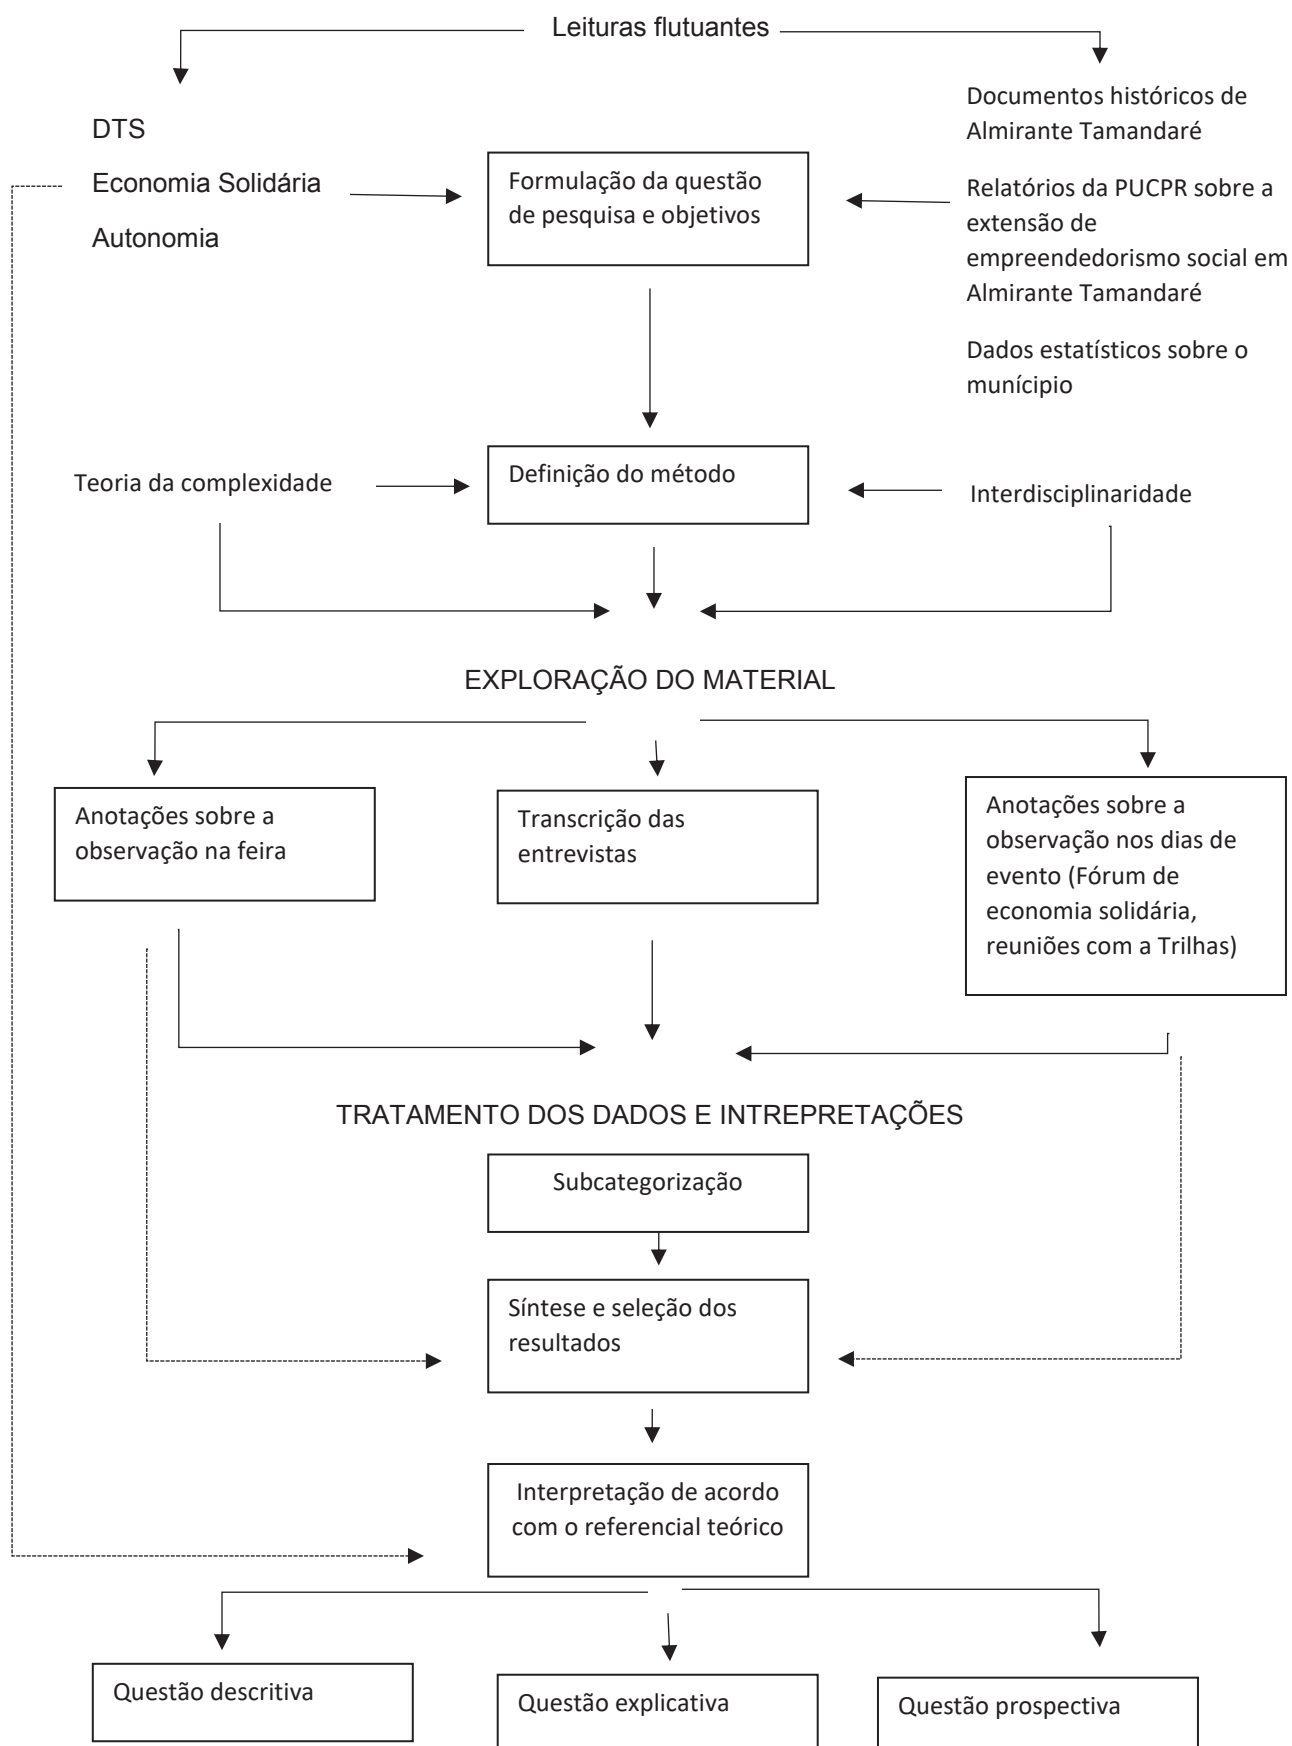 Leituras flutuantes
DTS
Economia Solidária
Autonomia
Formulação da questão
de pesquisa e objetivos
Documentos históricos de
Almirante Tamandaré
Relatórios da PUCPR sobre a
extensão de
empreendedorismo social em
Almirante Tamandaré
Dados estatísticos sobre o
munícipio
Teoria da complexidade
Definição do método
Interdisciplinaridade
EXPLORAÇÃO DO MATERIAL
Anotações sobre a
observação na feira
Transcrição das
entrevistas
Anotações sobre a
observação nos dias de
evento (Fórum de
economia solidária,
reuniões com a Trilhas)
TRATAMENTO DOS DADOS E INTREPRETAÇÕES
Subcategorização
Síntese e seleção dos
resultados
Interpretação de acordo
com o referencial teórico
Questão descritiva
Questão explicativa
Questão prospectiva